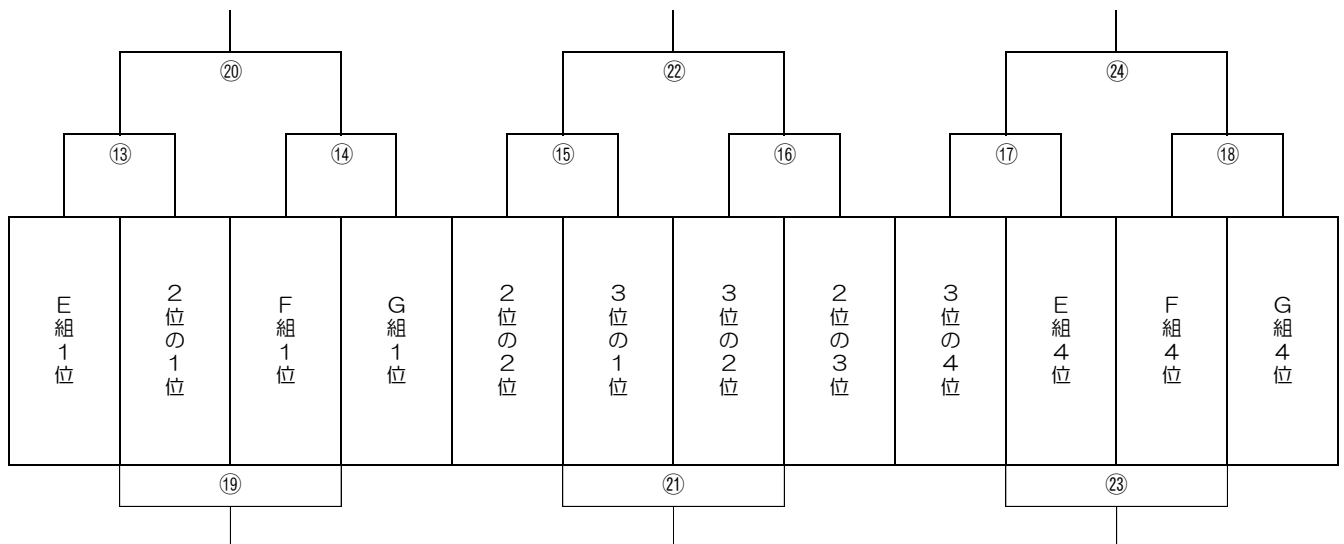 ⑳
㉒
㉔
⑬
⑭
⑮
⑯
⑰
⑱
E組1位
2位の1位
F組1位
G組1位
2位の2位
3位の1位
3位の2位
2位の3位
3位の4位
E組4位
F組4位
G組4位
⑲
㉑
㉓